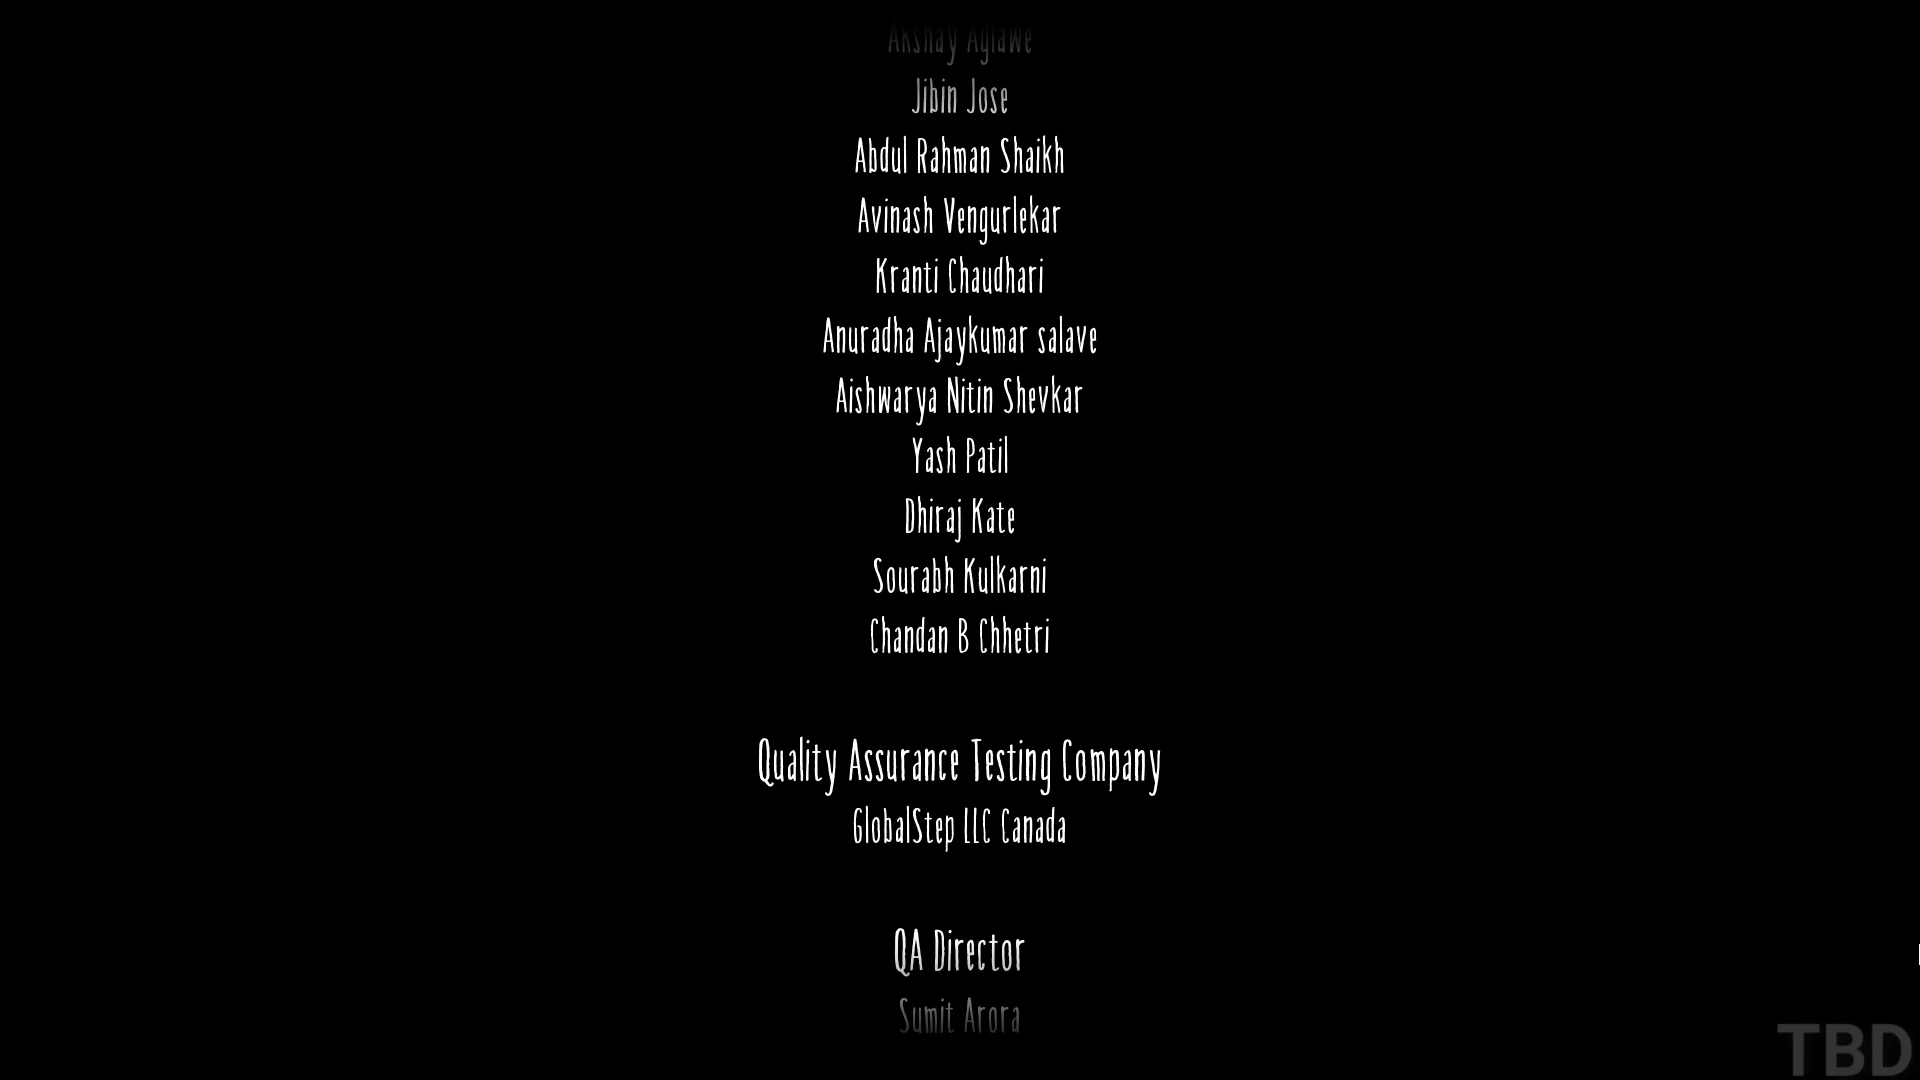 Akshay Aglawe
Jibin Jose
Abdul Rahman Shaikh
Avinash Vengurlekar
Kranti Chaudhari
Anuradha Ajaykumar salave
Aishwarya Nitin Shevkar
Yash Patil
Dhiraj Kate
Sourabh Kulkarni
Chandan B Chhetri
Quality Assurance Testing Company
GlobalStep LLC Canada
QA Director
Sumit Arora
TBD